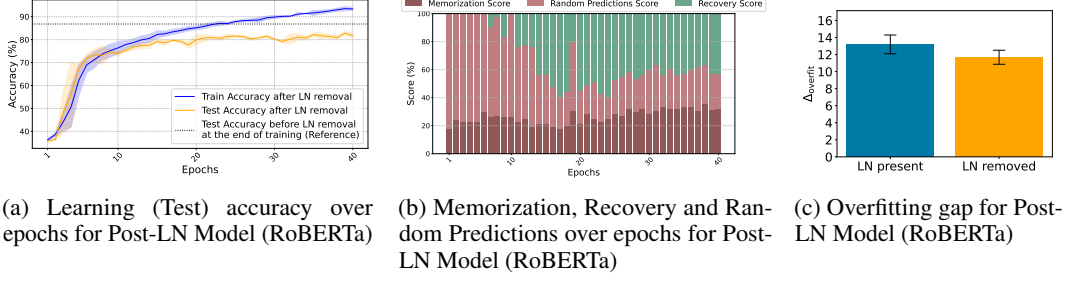 90
80
70
60
50
40
Accuracy (%)
Train Accuracy after LN removal
Test Accuracy after LN removal
Test Accuracy before LN removal
at the end of training (Reference)
1
10
20
30
40
Epochs
Memorization Score
Random Predictions Score
Recovery Score
100
80
60
40
20
0
Score (%)
1
10
20
30
40
Epochs
16
14
12
10
8
6
4
2
0
Δoverfit
LN present
LN removed
(a) Learning (Test) accuracy over
epochs for Post-LN Model (RoBERTa)
(b) Memorization, Recovery and Ran-
dom Predictions over epochs for Post-
LN Model (RoBERTa)
(c) Overfitting gap for Post-
LN Model (RoBERTa)